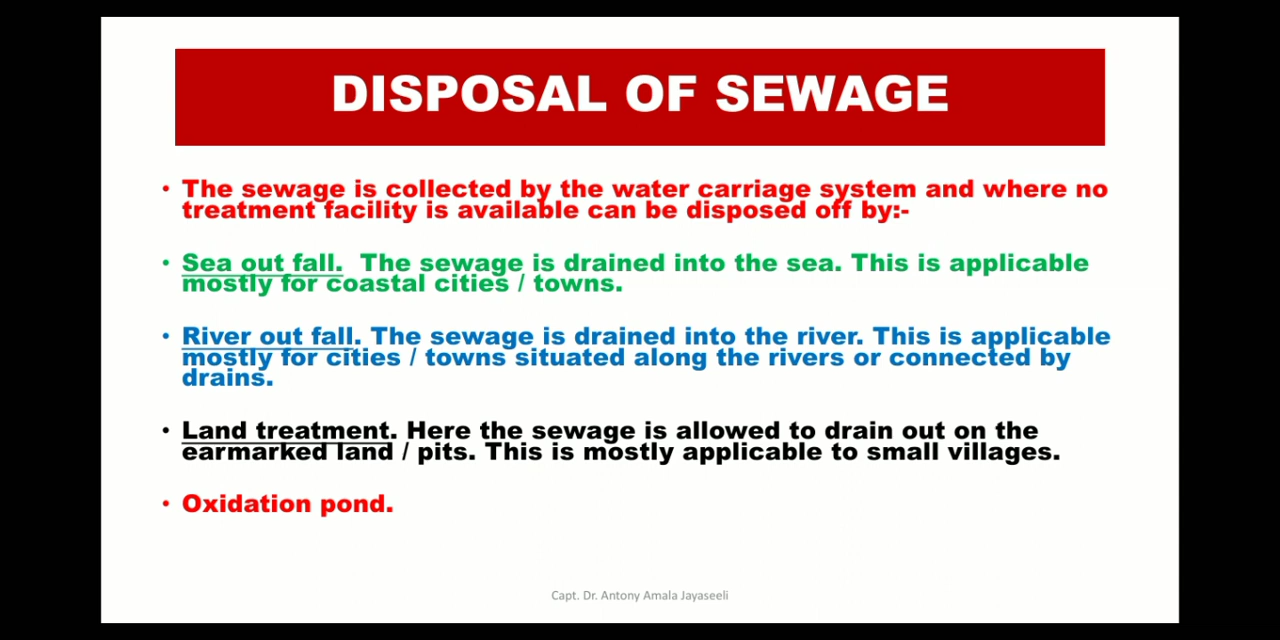 DISPOSAL OF SEWAGE
• The sewage is collected by the water carriage system and where no
treatment facility is available can be disposed off by:-
• Sea out fall.  The sewage is drained into the sea. This is applicable
mostly for coastal cities / towns.
• River out fall. The sewage is drained into the river. This is applicable
mostly for cities / towns situated along the rivers or connected by
drains.
• Land treatment. Here the sewage is allowed to drain out on the
earmarked land / pits. This is mostly applicable to small villages.
• Oxidation pond.
Capt. Dr. Antony Amala Jayaseeli